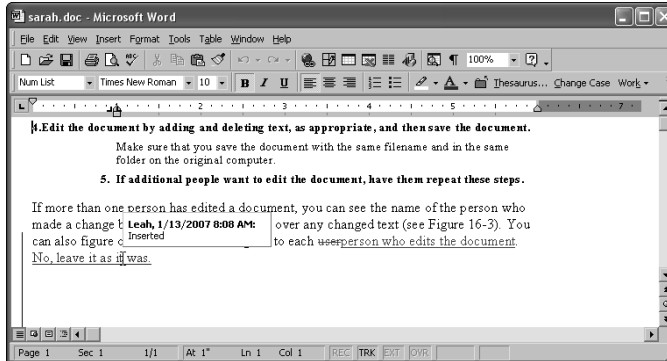 sarah.doc - Microsoft Word
File Edit View Insert Format Tools Table Window Help
100%
Num List Times New Roman 10 B I U Thesaurus... Change Case Work
1 2 3 4 5 7
4.Edit the document by adding and deleting text, as appropriate, and then save the document.
Make sure that you save the document with the same filename and in the same
folder on the original computer.
5. If additional people want to edit the document, have them repeat these steps.
If more than one person has edited a document, you can see the name of the person who
made a change b Leah, 1/13/2007 8:08 AM: over any changed text (see Figure 16-3). You
Inserted
can also figure to each userperson who edits the document.
No, leave it as it was.
Page 1 Sec 1 1/1 At 1" Ln 1 Col 1 REC TRK EXT OVR